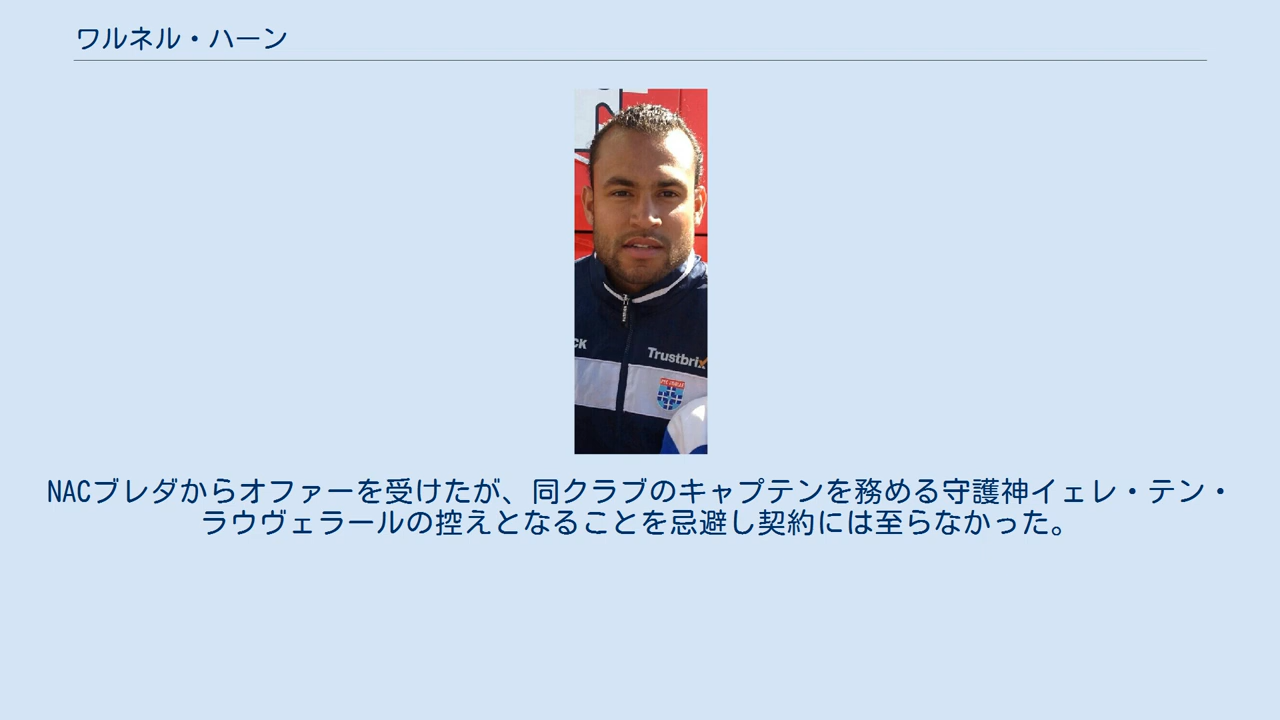 ワルネル・ハーン
CK
Trustbrix
NACブレダからオファーを受けたが、同クラブのキャプテンを務める守護神イェレ・テン・
ラウヴェラールの控えとなることを忌避し契約には至らなかった。